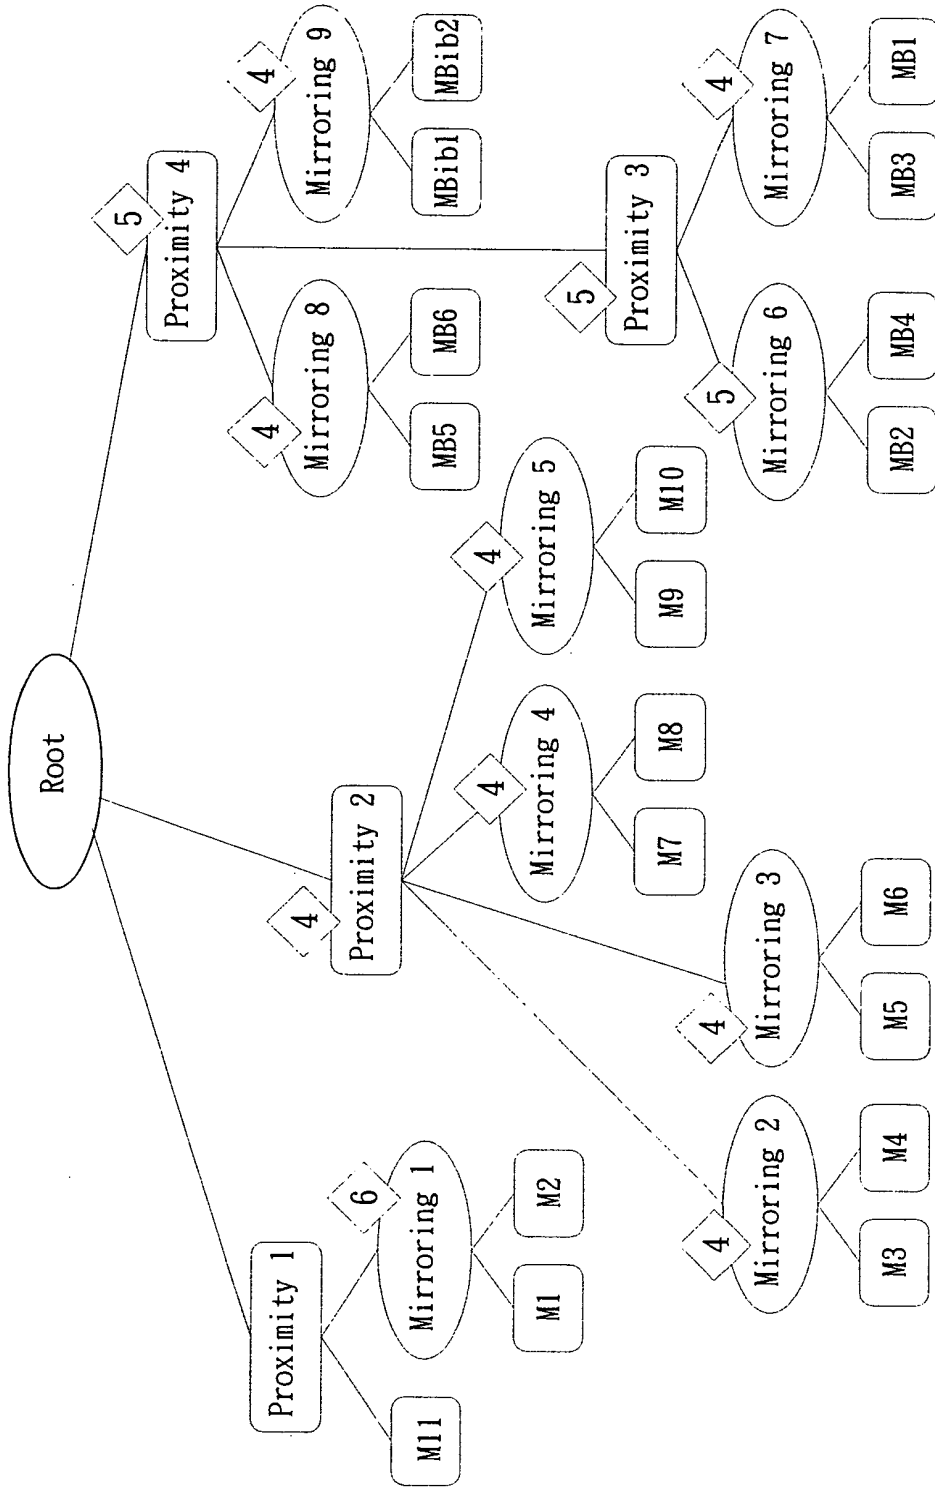 Root
5
Proximity 4
4
Proximity 2
Proximity 1
4
Mirroring 9
4
Mirroring 8
MBib1
MBib2
MB5
MB6
6
Mirroring 1
M11
M1
M2
4
Mirroring 4
4
Mirroring 5
M7
M8
M9
M10
5
Proximity 3
4
Mirroring 2
4
Mirroring 3
M3
M4
M5
M6
5
Mirroring 6
4
Mirroring 7
MB2
MB4
MB3
MB1